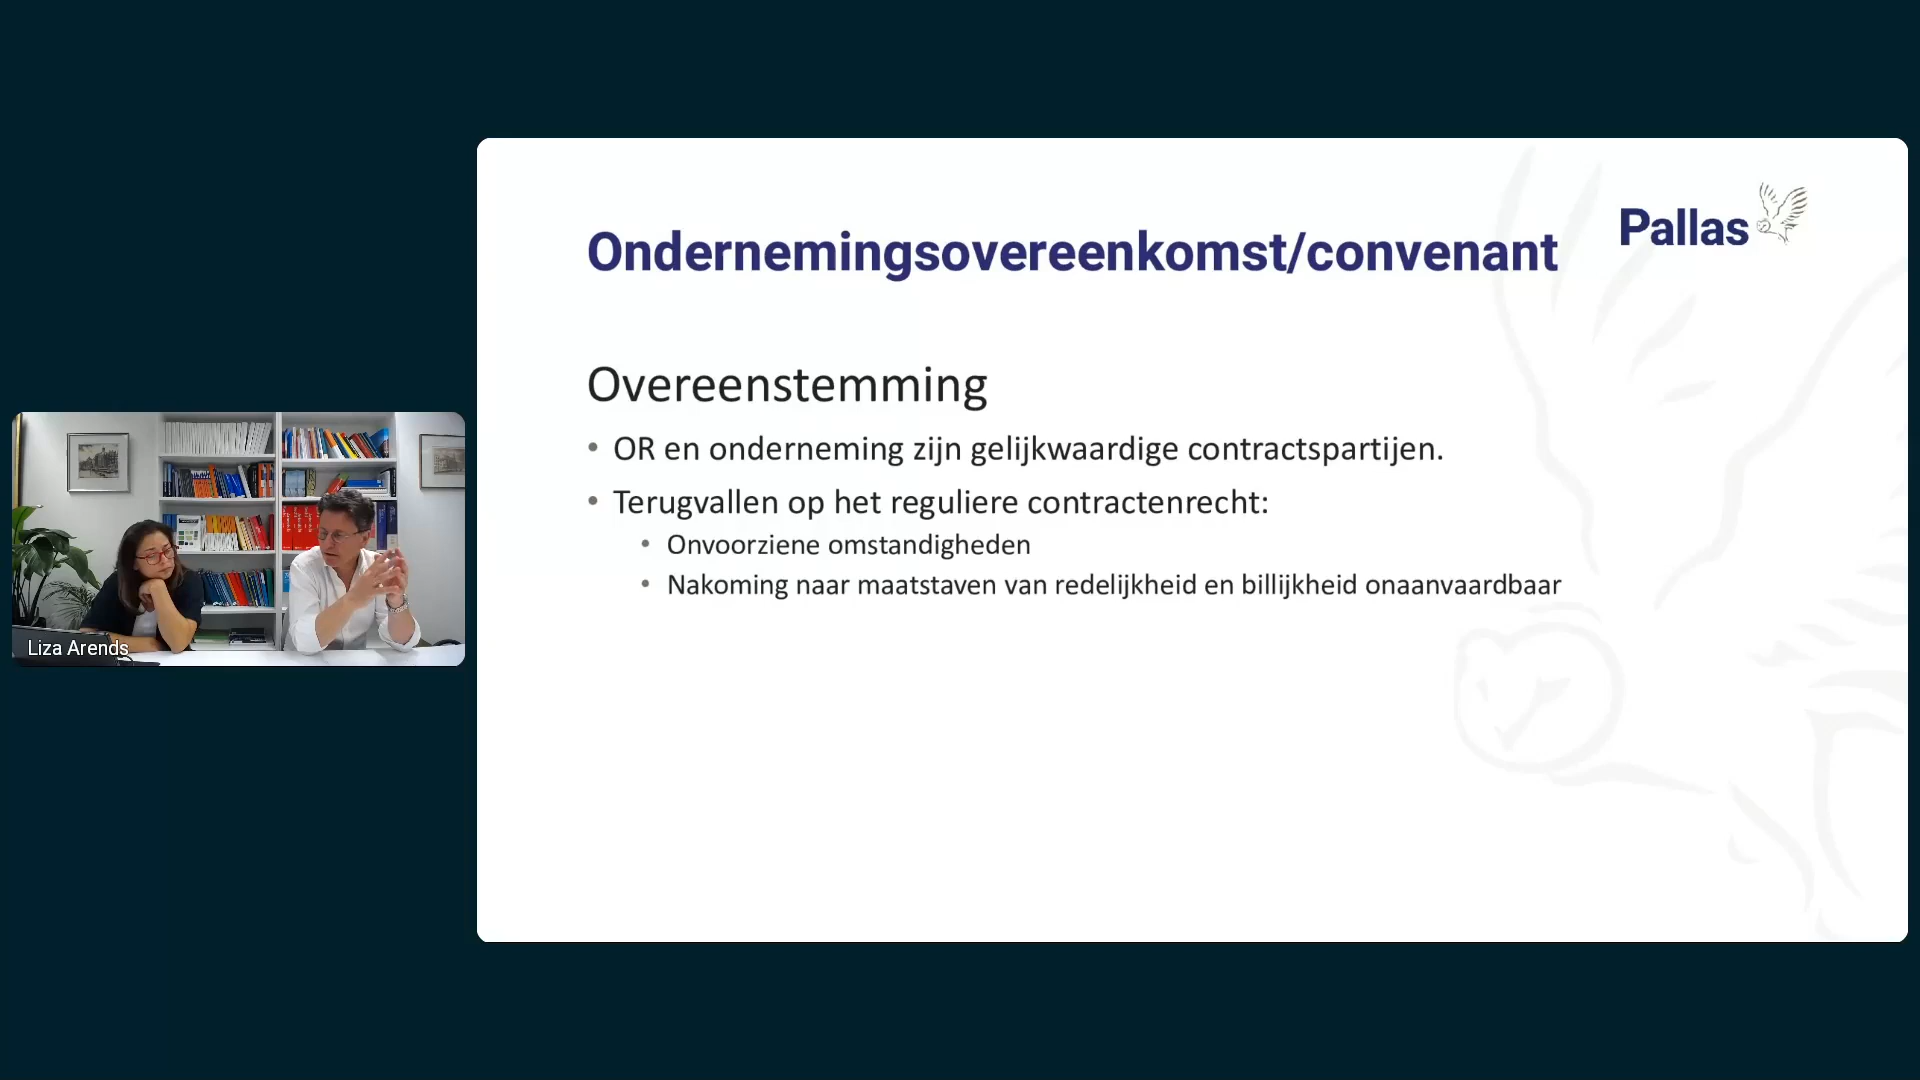 Ondernemingsovereenkomst/convenant
Pallas
Overeenstemming
• OR en onderneming zijn gelijkwaardige contractspartijen.
• Terugvallen op het reguliere contractenrecht:
• Onvoorziene omstandigheden
• Nakoming naar maatstaven van redelijkheid en billijkheid onaanvaardbaar
Liza Arends